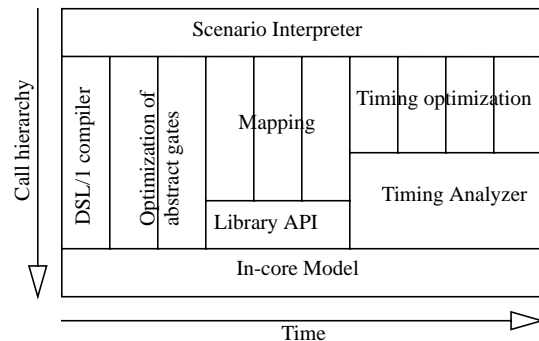 Scenario Interpreter
Call hierarchy
DSL/1 compiler
Optimization of
abstract gates
Mapping
Library API
Timing optimization
Timing Analyzer
In-core Model
Time